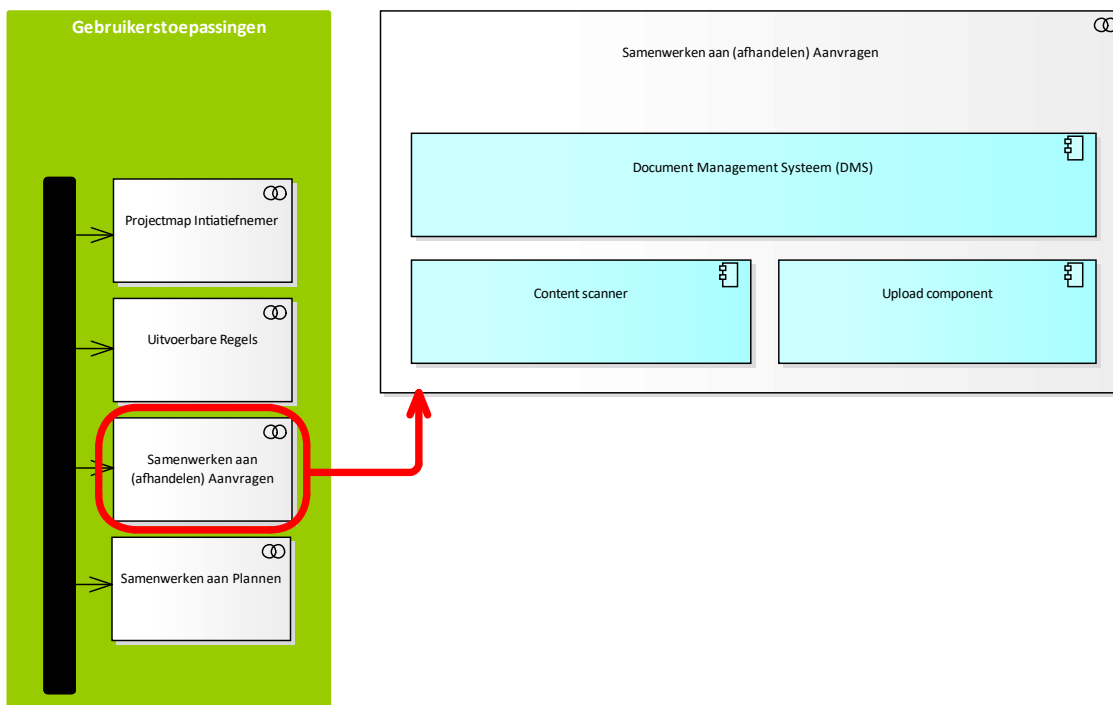 Gebruikerstoepassingen
Projectmap Intiatiefnemer
Uitvoerbare Regels
Samenwerken aan
(afhandelen) Aanvragen
Samenwerken aan Plannen
Samenwerken aan (afhandelen) Aanvragen
Document Management Systeem (DMS)
Content scanner
Upload component